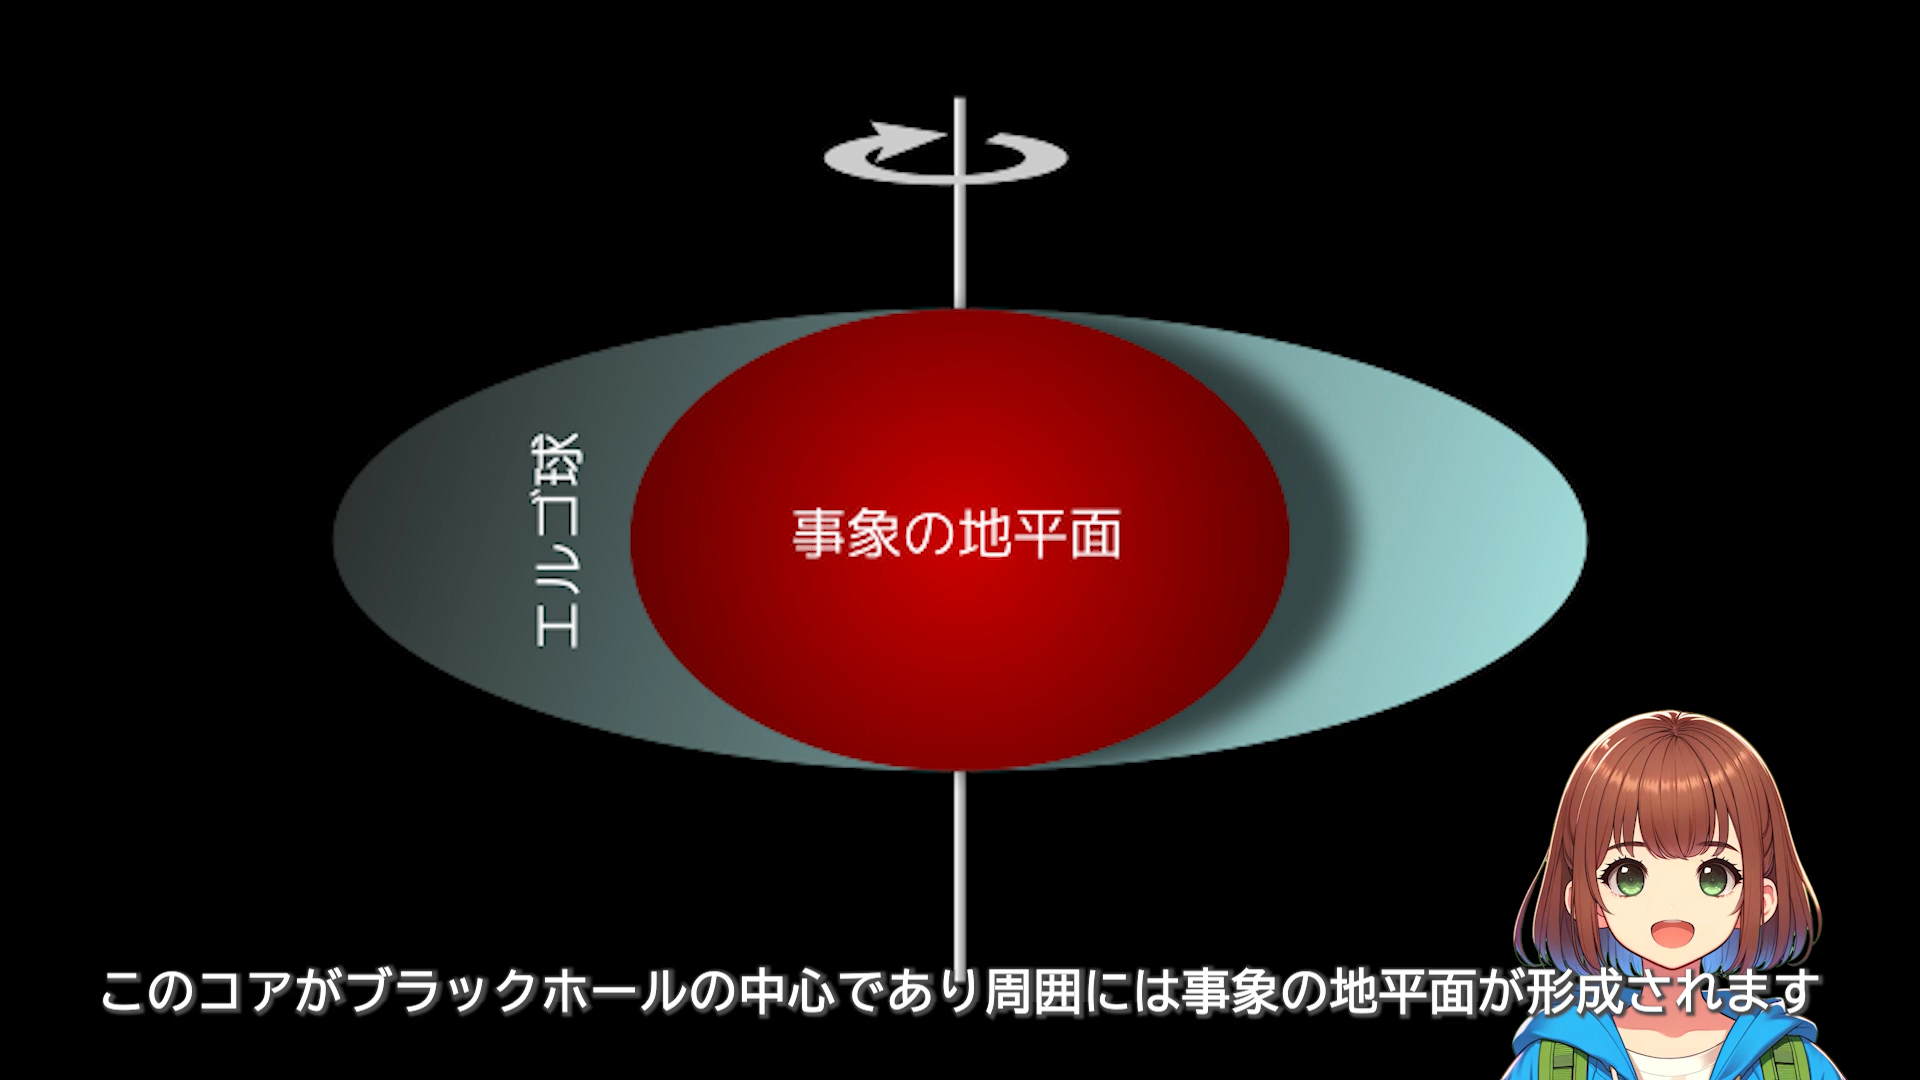 エルゴ球
事象の地平面
このコアがブラックホールの中心であり周囲には事象の地平面が形成されます